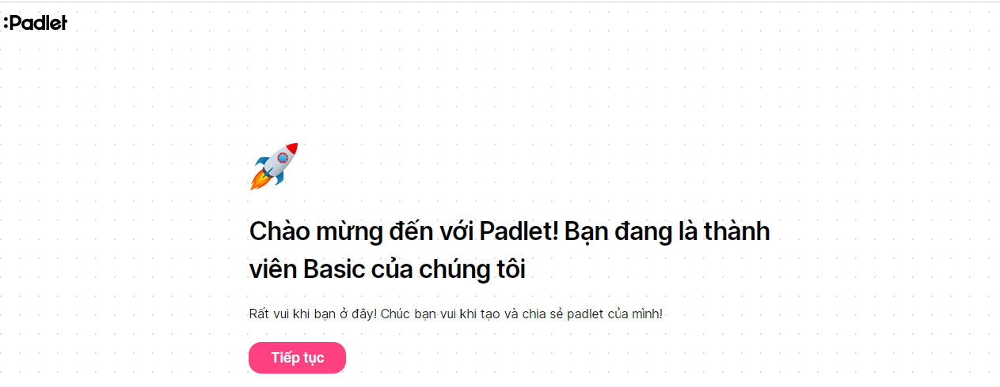 :Padlet
Chào mừng đến với Padlet! Bạn đang là thành
viên Basic của chúng tôi
Rất vui khi bạn ở đây! Chúc bạn vui khi tạo và chia sẻ padlet của mình!
Tiếp tục